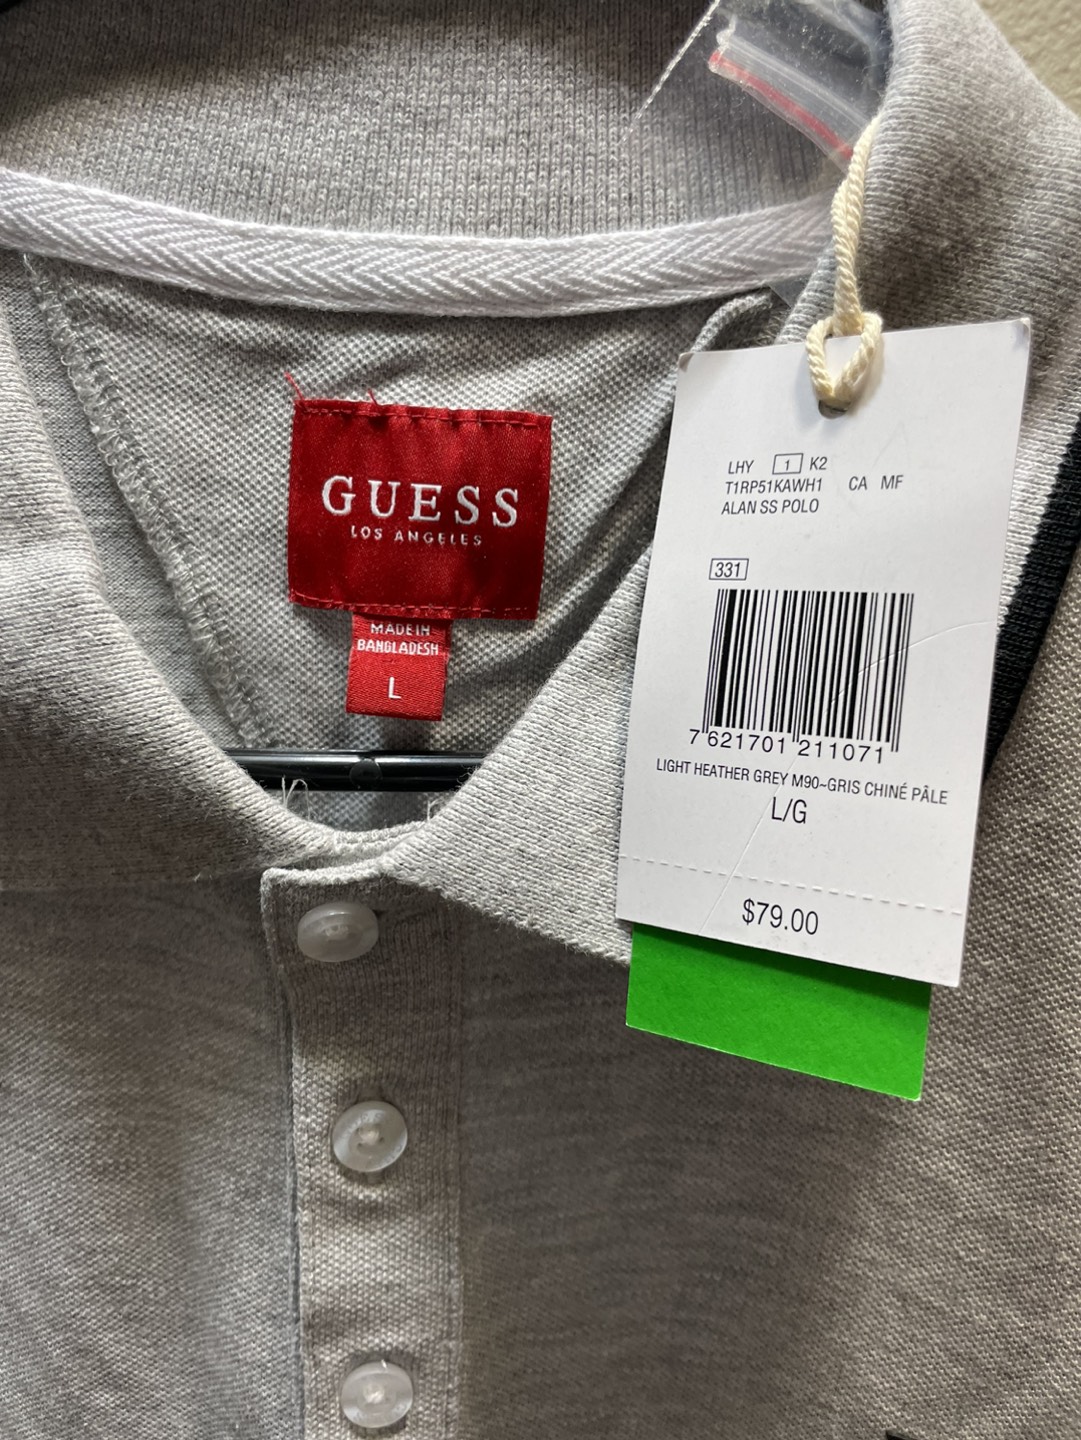 GUESS
LOS ANGELES
MADE IN
BANGLADESH
L
LHY 1 K2
T1RP51KAWH1 CA MF
ALAN SS POLO
331
7 621701 211071
LIGHT HEATHER GREY M90~GRIS CHINÉ PÂLE
L/G
$79.00